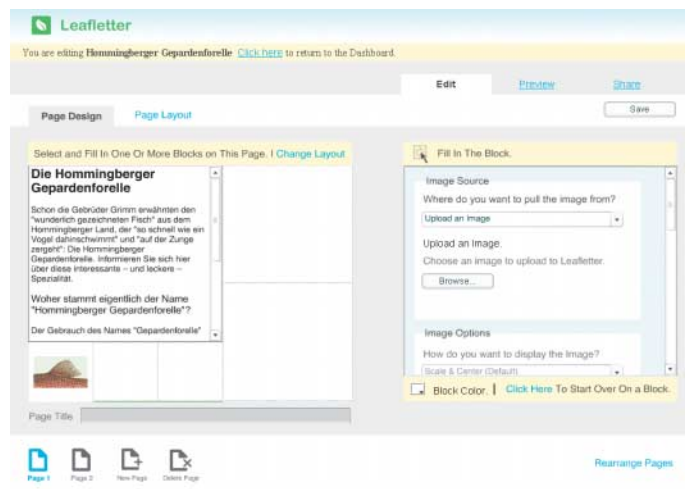 Leafletter
You are editing Hommingberger Gepardenforelle Click here to return to the Dashboard.
Edit
Preview
Share
Page Design
Page Layout
Save
Select and Fill In One Or More Blocks on This Page. | Change Layout
Die Hommingberger
Gepardenforelle
Schon die Gebrüder Grimm erwähnten den
"wunderlich gezeichneten Fisch" aus dem
Hommingberger Land, der "so schnell wie ein
Vogel dahinschwimmt" und "auf der Zunge
zergeht": Die Hommingberger
Gepardenforelle. Informieren Sie sich hier
über diese interessante – und leckere –
Spezialität.
Woher stammt eigentlich der Name
"Hommingberger Gepardenforelle"?
Der Gebrauch des Names "Gepardenforelle"
Page Title
Fill In The Block.
Image Source
Where do you want to pull the image from?
Upload an Image
Upload an Image.
Choose an image to upload to Leafletter.
Browse...
Image Options
How do you want to display the Image?
Scale & Center (Default)
Block Color. | Click Here To Start Over On a Block.
Page 1
Page 2
New Page
Delete Page
Rearrange Pages